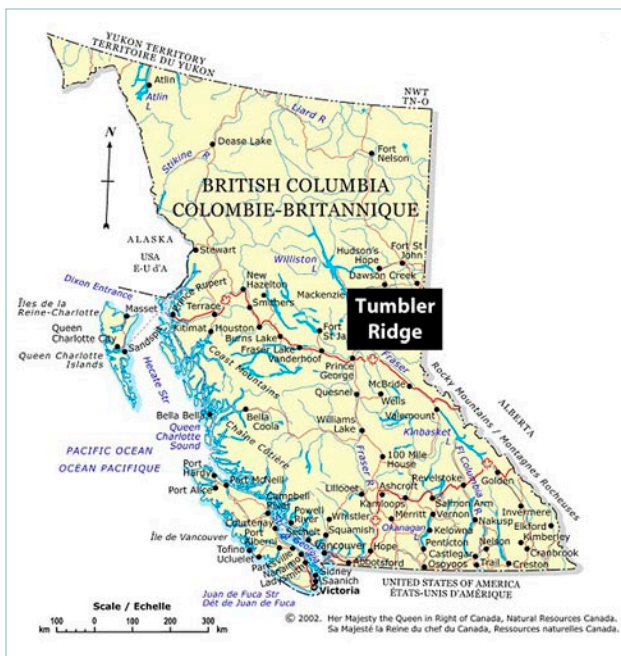 YUKON TERRITORY
TERRITOIRE DU YUKON
NWT
TN-O
Atlin
Atlin
L
Liard R
N
Dease Lake
Fort
Nelson
Stikine
R
BRITISH COLUMBIA
COLOMBIE-BRITANNIQUE
ALASKA
USA
E-U d'A
Stewart
Williston
L
Hudson's
Hope
Fort St
John
Dawson Creek
Dixon Entrance
Prince Rupert
New
Hazelton
Mackenzie
Tumbler
Ridge
Îles de la
Reine-Charlotte
Masset
Terrace
Smithers
Queen
Charlotte City
Sandspit
Kitimat
Houston
Fort
St Ja
Burns Lake
Queen Charlotte
Islands
Fraser Lake
Vanderhoof
Fraser
Prince
George
Hecate Str
Coast Mountains
McBride
Rocky Mountains / Montagnes Rocheuses
ALBERTA
Quesnel
Wells
Valemount
Bella Bella
Bella
Coola
Williams
Lake
Kinbasket
L
Queen
Charlotte
Sound
Chaîne Côtière
PACIFIC OCEAN
OCÉAN PACIFIQUE
100 Mile
House
Columbia
Golden
Port
Hardy
Port McNeill
Fraser R
Revelstoke
Port Alice
Campbell
River
Lillooet
Ashcroft
Kamloops
Salmon Arm
Invermere
Powell
River
Whistler
Merritt
Vernon
Nakusp
Elkford
Courtenay
Sechelt
Squamish
Okanagan
L
Kelowna
Kimberley
Île de Vancouver
Port
Alberni
Penticton
Nelson
Cranbrook
Tofino
Vancouver
Hope
Castlegar
Ucluelet
Parksville
Nanaimo
Abbotsford
Osoyoos
Trail
Creston
Ladysmith
Sidney
Saanich
Victoria
UNITED STATES OF AMERICA
ÉTATS-UNIS D'AMÉRIQUE
Juan de Fuca Str
Dét de Juan de Fuca
Scale / Echelle
km 100 0 100 200 300 km
© 2002. Her Majesty the Queen in Right of Canada, Natural Resources Canada.
Sa Majesté la Reine du chef du Canada, Ressources naturelles Canada.